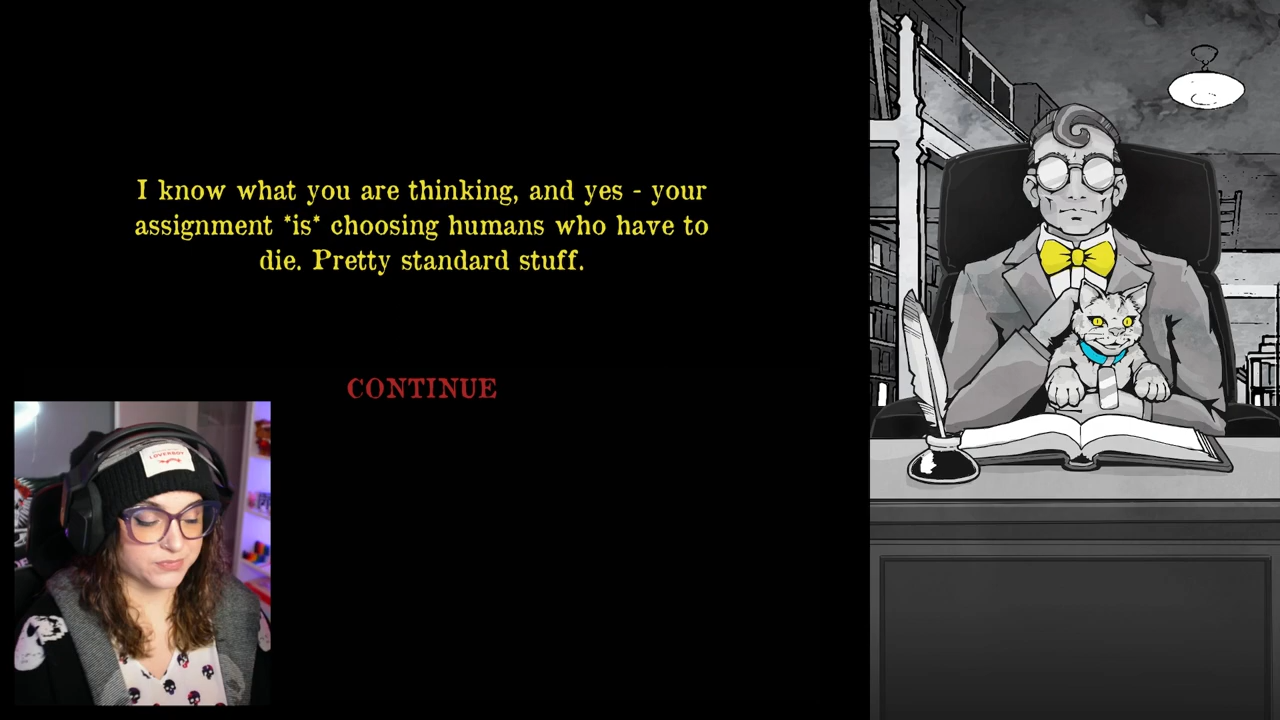 I know what you are thinking, and yes - your
assignment *is* choosing humans who have to
die. Pretty standard stuff.
CONTINUE
LOVERBOY